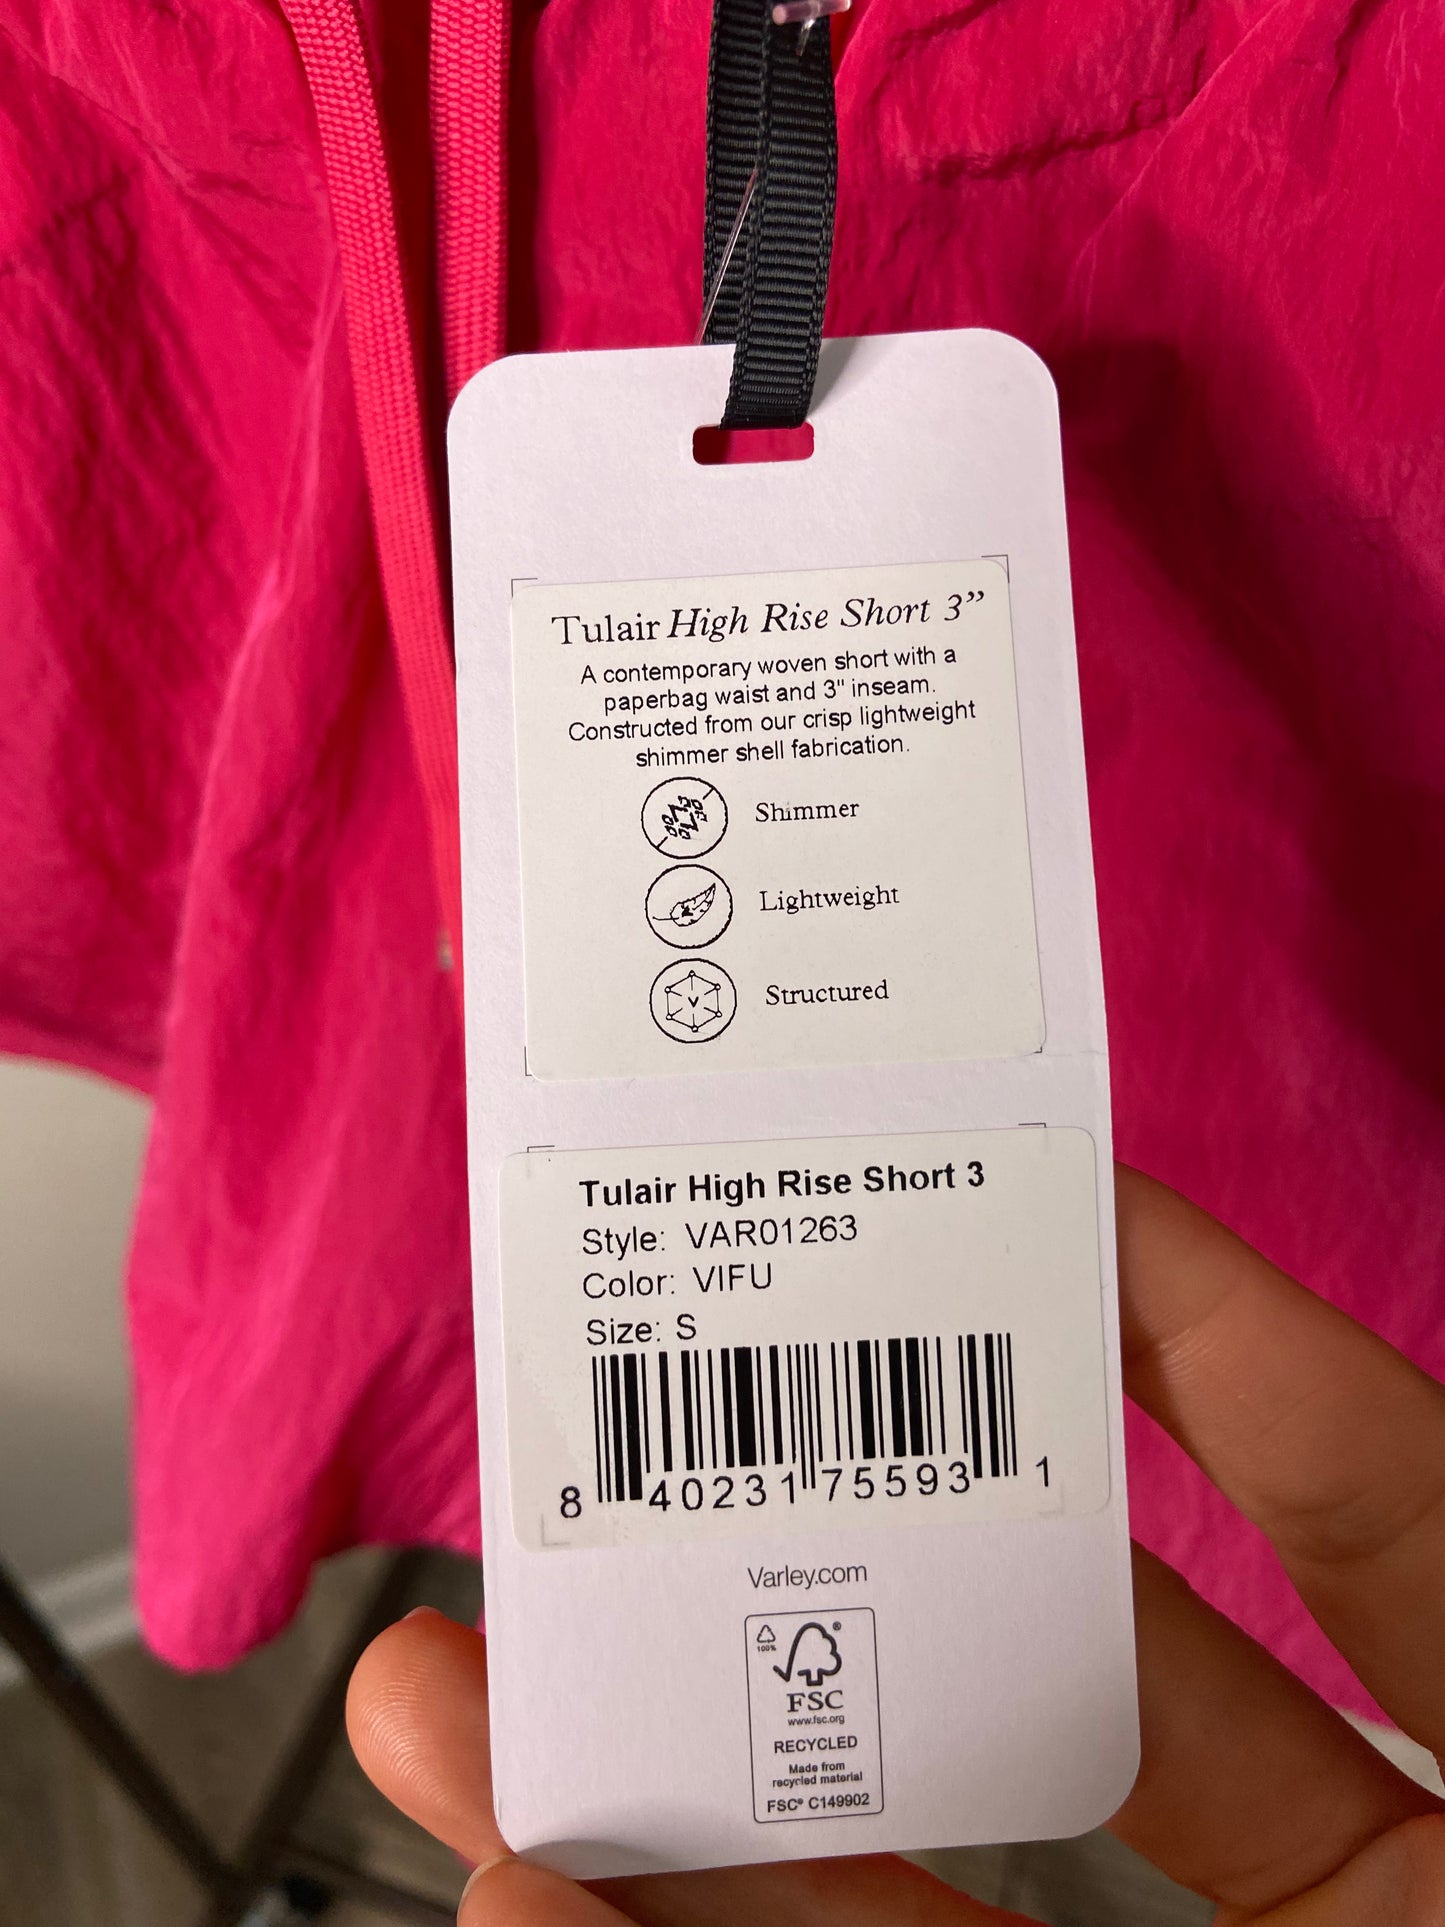 Tulair High Rise Short 3”
A contemporary woven short with a
paperbag waist and 3" inseam.
Constructed from our crisp lightweight
shimmer shell fabrication.
Shimmer
Lightweight
Structured
Tulair High Rise Short 3
Style: VAR01263
Color: VIFU
Size: S
8 40231 75593 1
Varley.com
100%
®
FSC
www.fsc.org
RECYCLED
Made from
recycled material
FSC® C149902